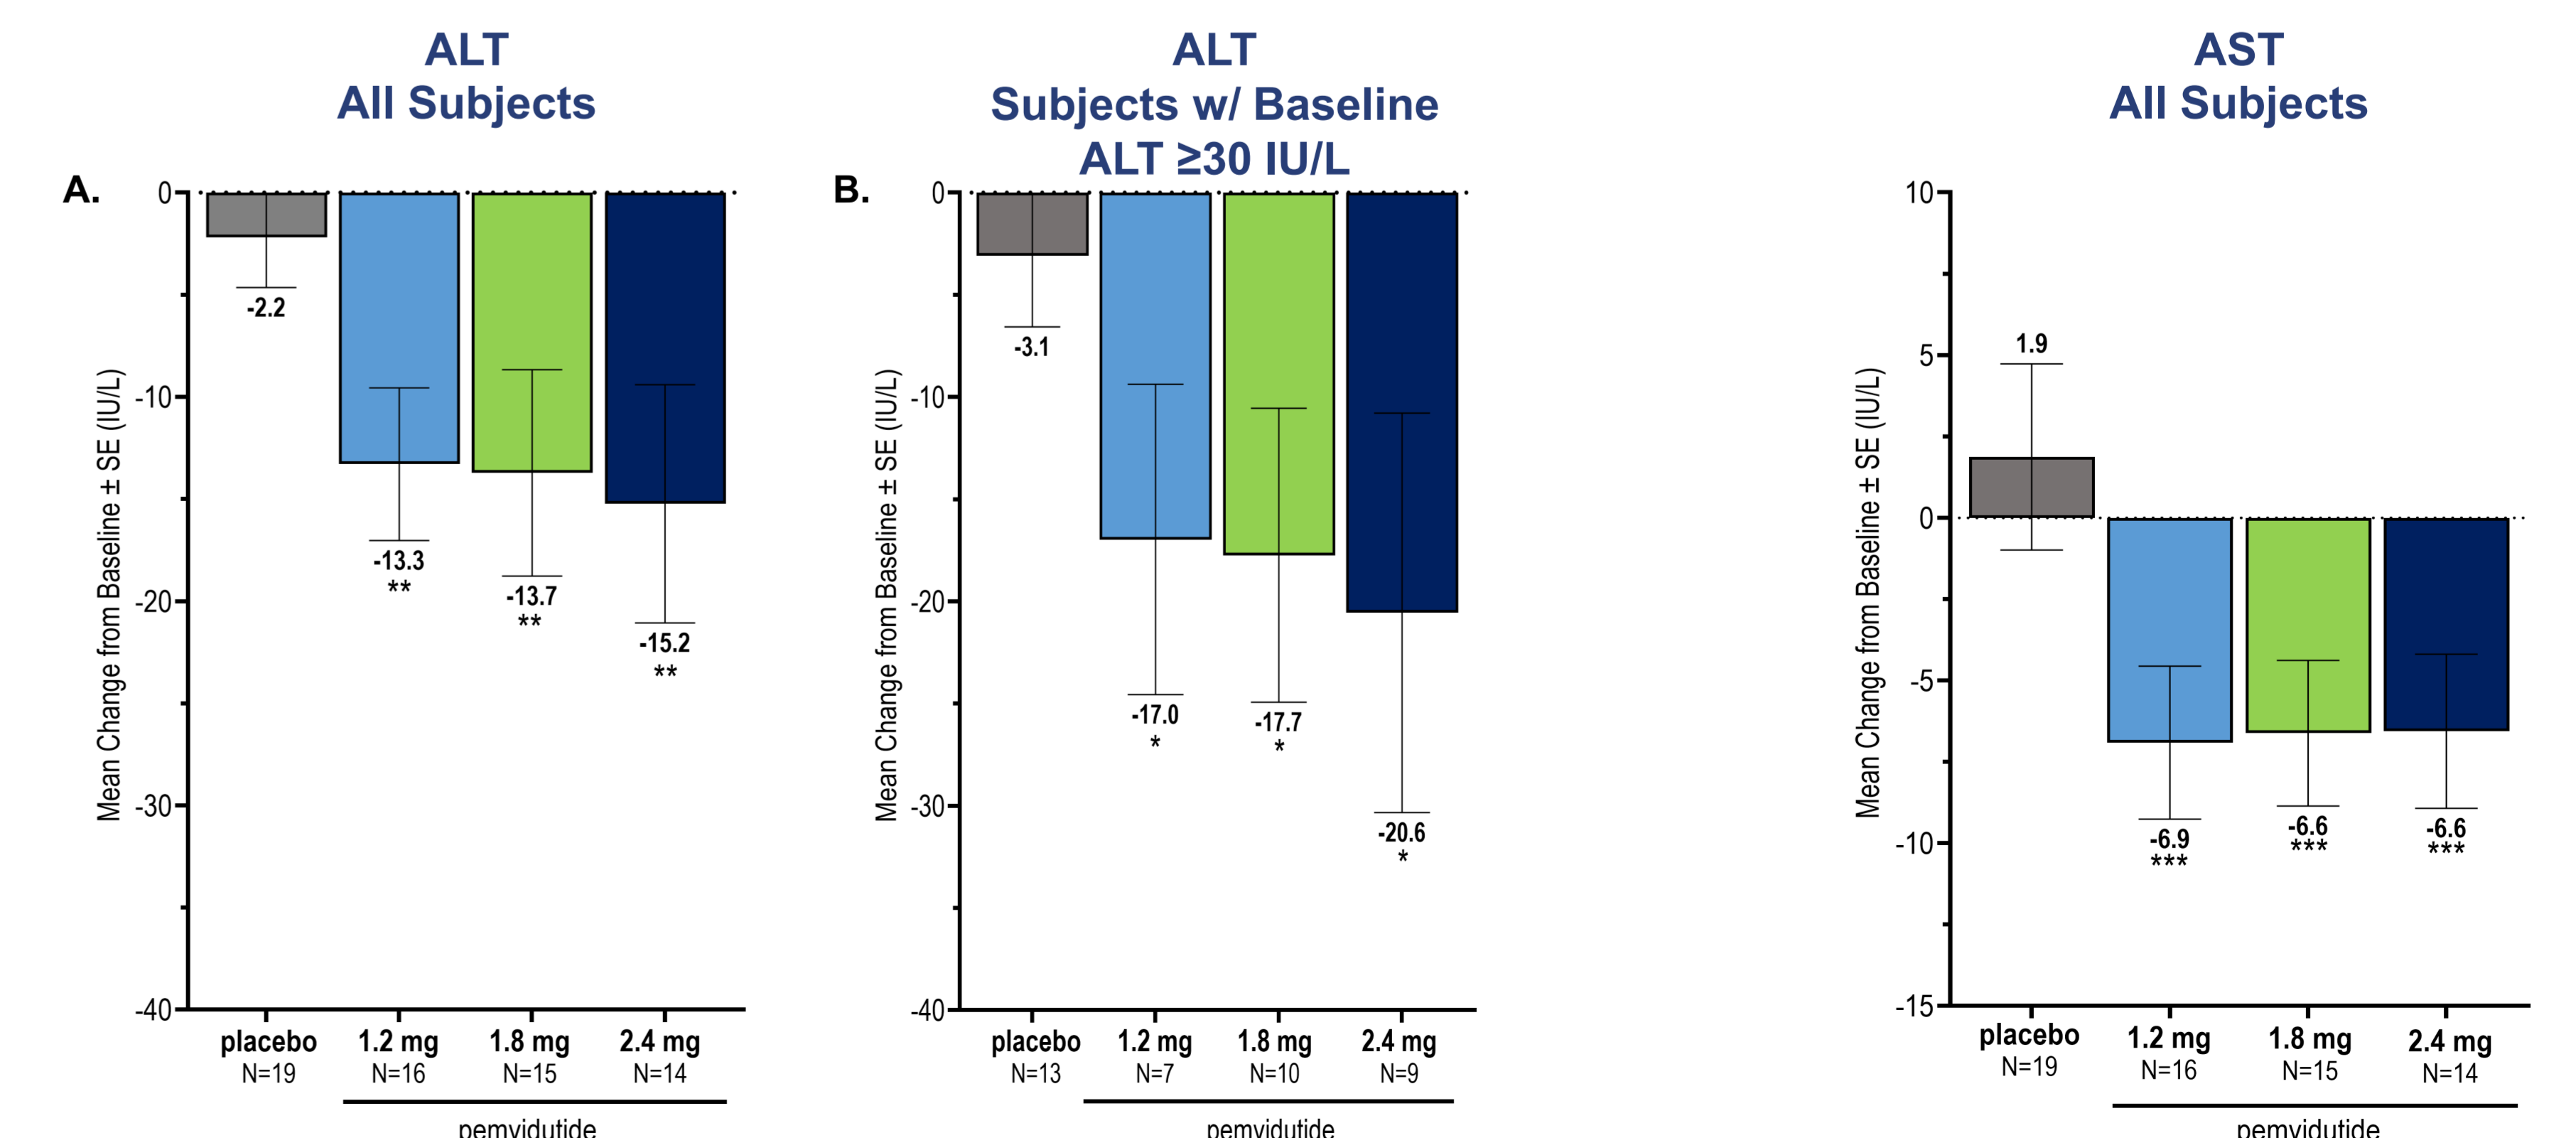 ALT
All Subjects
A.
Mean Change from Baseline ± SE (IU/L)
0
-10
-20
-30
-40
-2.2
-13.3
**
-13.7
**
-15.2
**
placebo 1.2 mg 1.8 mg 2.4 mg
N=19 N=16 N=15 N=14
pemvidutide
ALT
Subjects w/ Baseline
ALT ≥30 IU/L
B.
Mean Change from Baseline ± SE (IU/L)
0
-10
-20
-30
-40
-3.1
-17.0
*
-17.7
*
-20.6
*
placebo 1.2 mg 1.8 mg 2.4 mg
N=13 N=7 N=10 N=9
pemvidutide
AST
All Subjects
Mean Change from Baseline ± SE (IU/L)
10
5
0
-5
-10
-15
1.9
-6.9
***
-6.6
***
-6.6
***
placebo 1.2 mg 1.8 mg 2.4 mg
N=19 N=16 N=15 N=14
pemvidutide